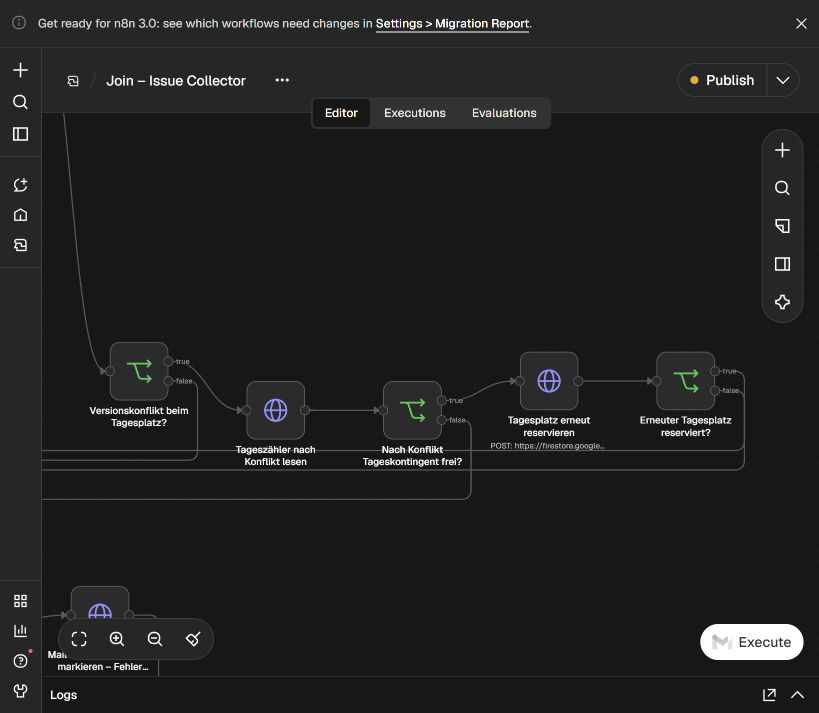 Get ready for n8n 3.0: see which workflows need changes in Settings > Migration Report.
Join – Issue Collector
Publish
Editor
Executions
Evaluations
true
false
Versionskonflikt beim
Tagesplatz?
Tageszähler nach
Konflikt lesen
true
false
Nach Konflikt
Tageskontingent frei?
Tagesplatz erneut
reservieren
POST: https://firestore.google...
true
false
Erneuter Tagesplatz
reserviert?
markieren – Fehler...
Execute
Logs